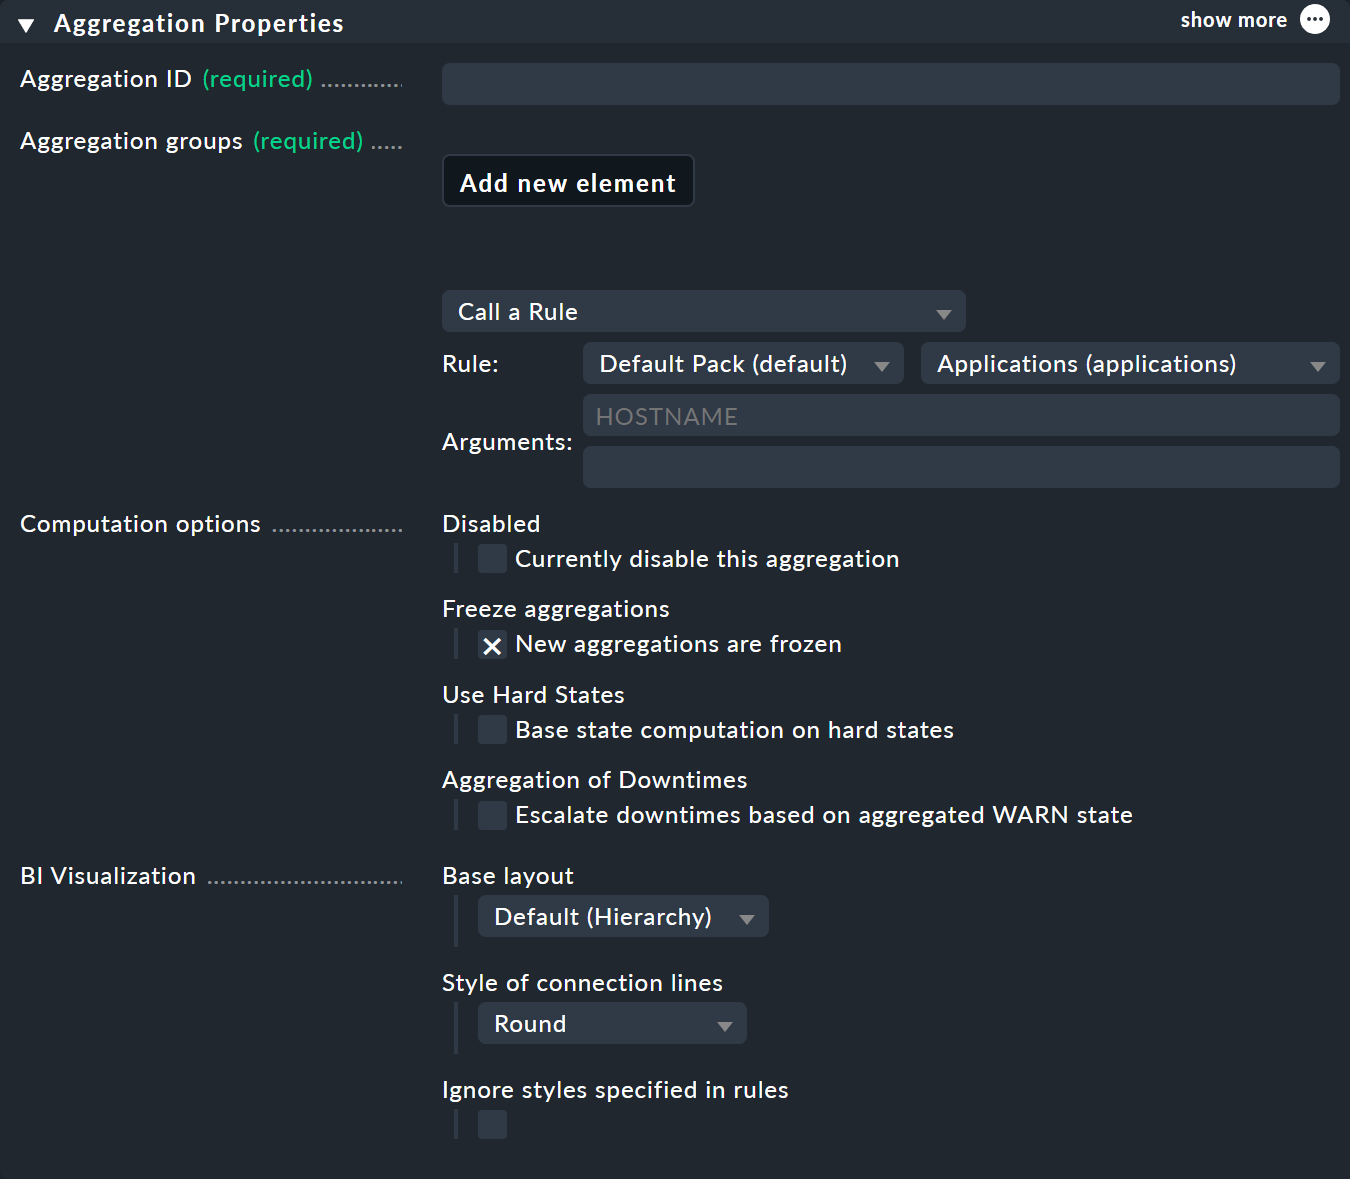 Aggregation Properties
show more
Aggregation ID (required)
Aggregation groups (required)
Add new element
Call a Rule
Rule: Default Pack (default) Applications (applications)
HOSTNAME
Arguments:
Computation options
Disabled
Currently disable this aggregation
Freeze aggregations
New aggregations are frozen
Use Hard States
Base state computation on hard states
Aggregation of Downtimes
Escalate downtimes based on aggregated WARN state
BI Visualization
Base layout
Default (Hierarchy)
Style of connection lines
Round
Ignore styles specified in rules